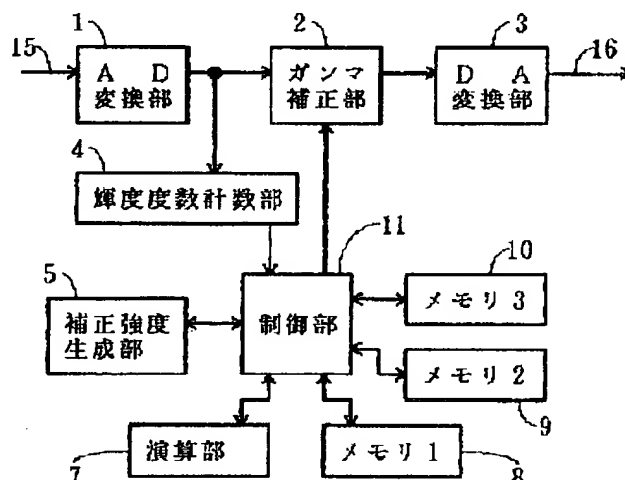 1
2
3
15
A D
変換部
ガンマ
補正部
D A
変換部
16
4
輝度度数計数部
11
10
5
補正強度
生成部
制御部
メモリ3
メモリ2
9
演算部
7
メモリ1
8